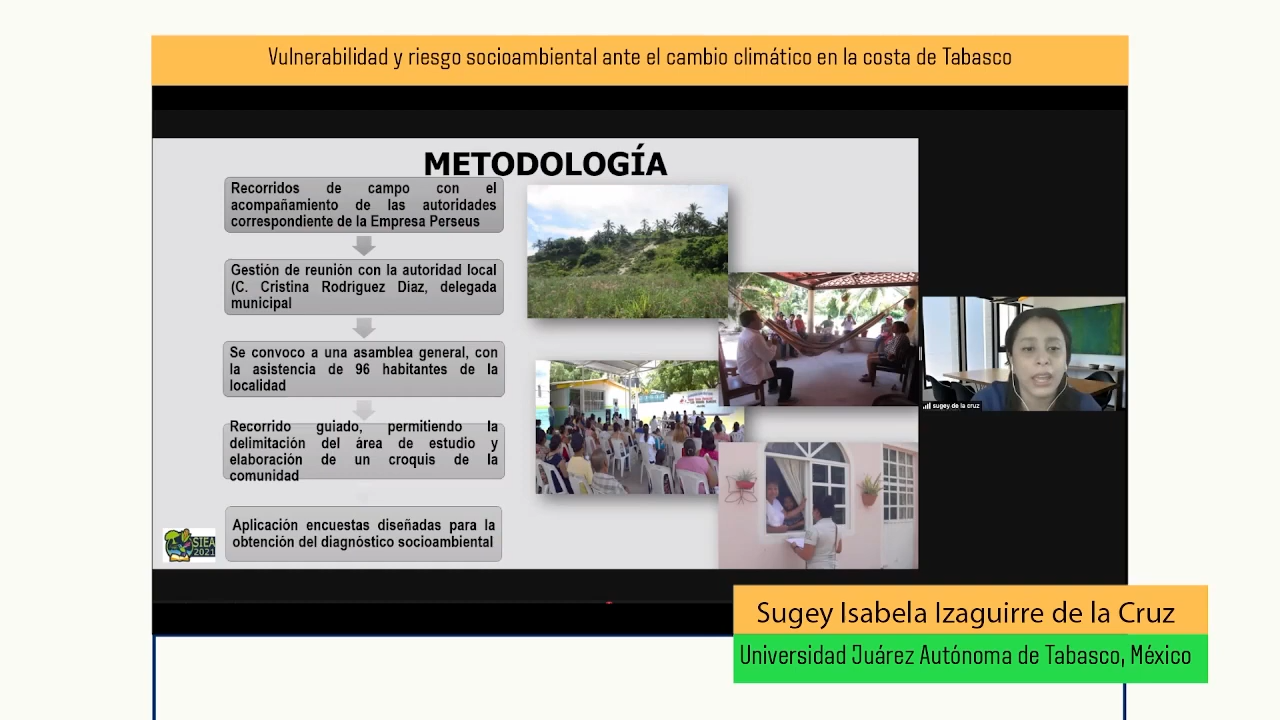 Vulnerabilidad y riesgo socioambiental ante el cambio climático en la costa de Tabasco
METODOLOGÍA
Recorridos de campo con el
acompañamiento de las autoridades
correspondiente de la Empresa Perseus
Gestión de reunión con la autoridad local
(C. Cristina Rodriguez Diaz, delegada
municipal
Se convoco a una asamblea general, con
la asistencia de 96 habitantes de la
localidad
Recorrido guiado, permitiendo la
delimitación del área de estudio y
elaboración de un croquis de la
comunidad
Aplicación encuestas diseñadas para la
obtención del diagnóstico socioambiental
SIEA
2021
sugey de la cruz
Sugey Isabela Izaguirre de la Cruz
Universidad Juárez Autónoma de Tabasco, México